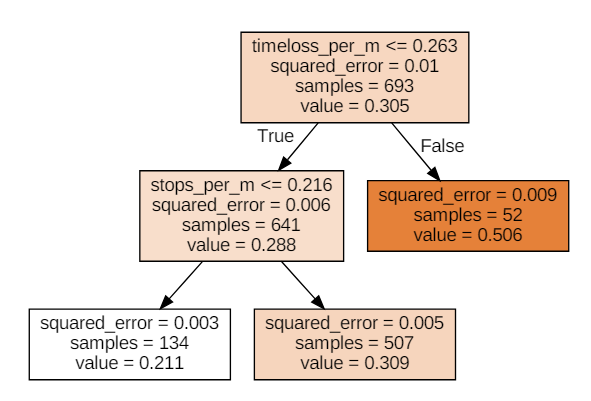 timeloss_per_m <= 0.263
squared_error = 0.01
samples = 693
value = 0.305
True
False
stops_per_m <= 0.216
squared_error = 0.006
samples = 641
value = 0.288
squared_error = 0.009
samples = 52
value = 0.506
squared_error = 0.003
samples = 134
value = 0.211
squared_error = 0.005
samples = 507
value = 0.309